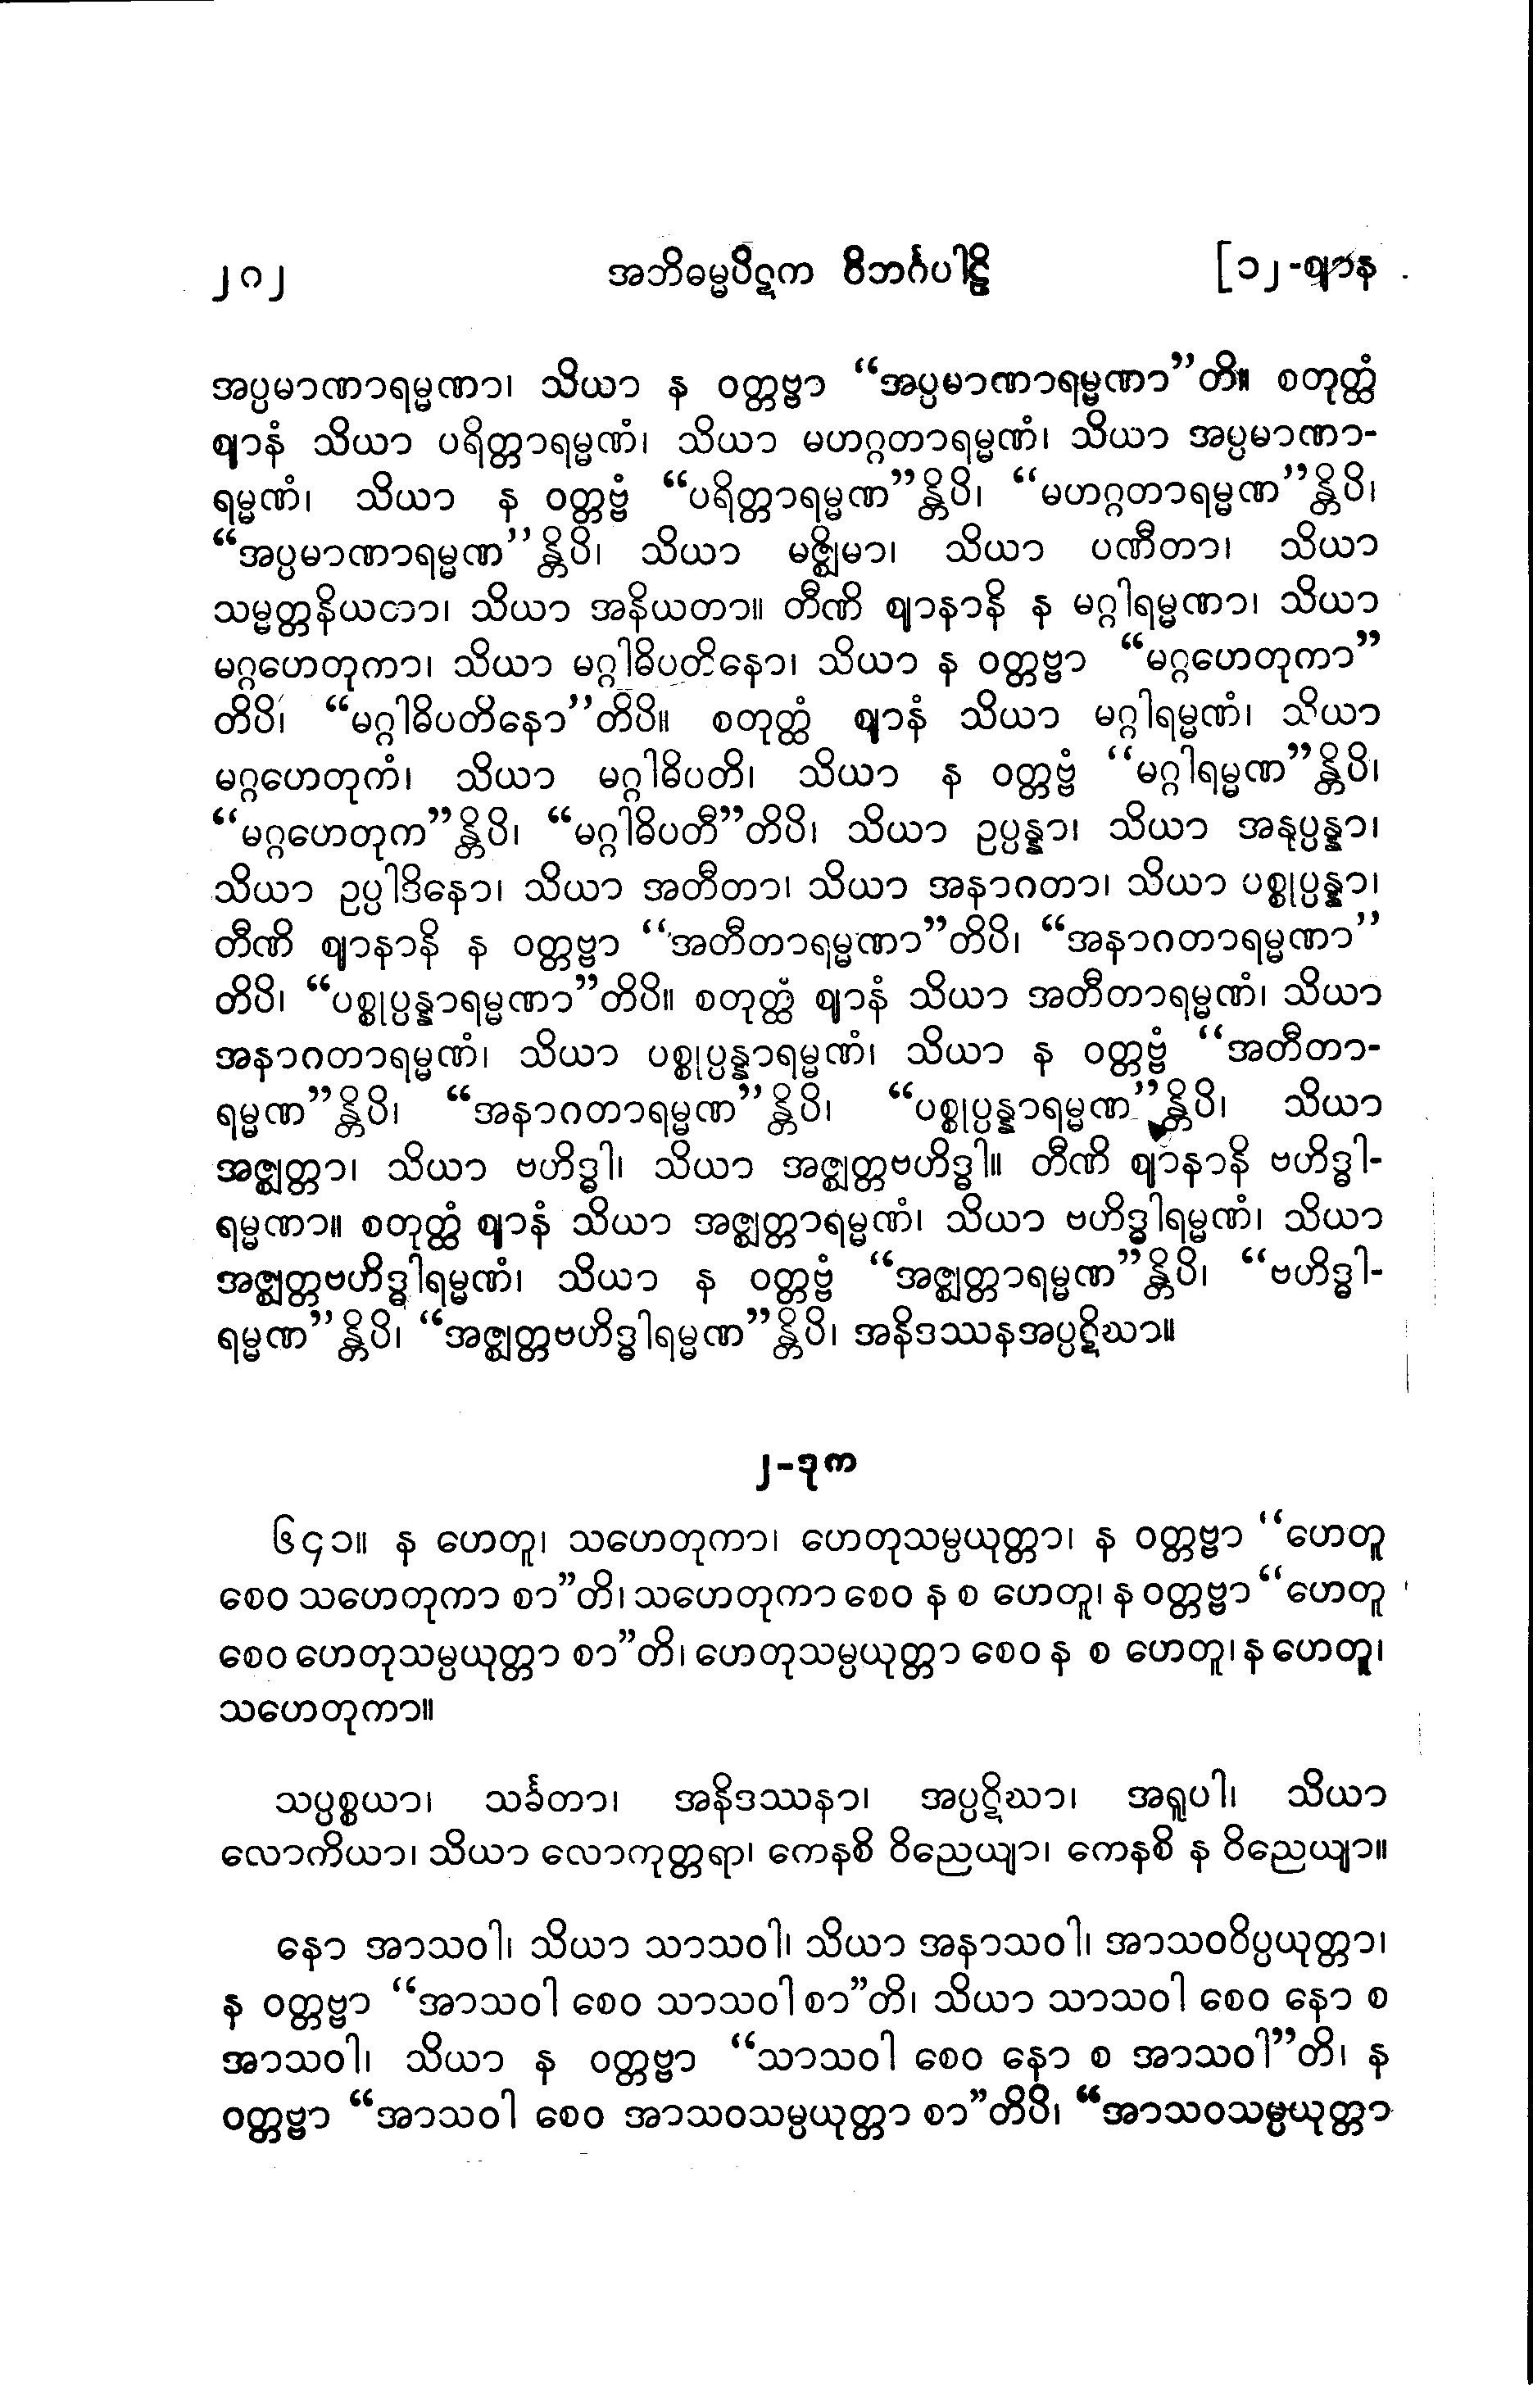 ၂၀၂ အဘိဓမ္မပိဋက ဝိဘင်္ဂပါဠိ [၁၂-ဈာန
အပ္ပမာဏာရမ္မဏာ၊ သိယာ န ဝတ္တဗ္ဗာ “အပ္ပမာဏာရမ္မဏာ”တိ။ စတုတ္ထံ
ဈာနံ သိယာ ပရိတ္တာရမ္မဏံ၊ သိယာ မဟဂ္ဂတာရမ္မဏံ၊ သိယာ အပ္ပမာဏာ-
ရမ္မဏံ၊ သိယာ န ဝတ္တဗ္ဗံ “ပရိတ္တာရမ္မဏ”န္တိပိ၊ “မဟဂ္ဂတာရမ္မဏ”န္တိပိ၊
“အပ္ပမာဏာရမ္မဏ”န္တိပိ၊ သိယာ မဇ္ဈိမာ၊ သိယာ ပဏီတာ၊ သိယာ
သမ္မတ္တနိယတာ၊ သိယာ အနိယတာ။ တီဏိ ဈာနာနိ န မဂ္ဂါရမ္မဏာ၊ သိယာ
မဂ္ဂဟေတုကာ၊ သိယာ မဂ္ဂါဓိပတိနော၊ သိယာ န ဝတ္တဗ္ဗာ “မဂ္ဂဟေတုကာ”
တိပိ၊ “မဂ္ဂါဓိပတိနော”တိပိ။ စတုတ္ထံ ဈာနံ သိယာ မဂ္ဂါရမ္မဏံ၊ သိယာ
မဂ္ဂဟေတုကံ၊ သိယာ မဂ္ဂါဓိပတိ၊ သိယာ န ဝတ္တဗ္ဗံ “မဂ္ဂါရမ္မဏ”န္တိပိ၊
“မဂ္ဂဟေတုက”န္တိပိ၊ “မဂ္ဂါဓိပတီ”တိပိ၊ သိယာ ဥပ္ပန္နာ၊ သိယာ အနုပ္ပန္နာ၊
သိယာ ဥပ္ပါဒိနော၊ သိယာ အတီတာ၊ သိယာ အနာဂတာ၊ သိယာ ပစ္စုပ္ပန္နာ၊
တီဏိ ဈာနာနိ န ဝတ္တဗ္ဗာ “အတီတာရမ္မဏာ”တိပိ၊ “အနာဂတာရမ္မဏာ”
တိပိ၊ “ပစ္စုပ္ပန္နာရမ္မဏာ”တိပိ။ စတုတ္ထံ ဈာနံ သိယာ အတီတာရမ္မဏံ၊ သိယာ
အနာဂတာရမ္မဏံ၊ သိယာ ပစ္စုပ္ပန္နာရမ္မဏံ၊ သိယာ န ဝတ္တဗ္ဗံ “အတီတာ-
ရမ္မဏ”န္တိပိ၊ “အနာဂတာရမ္မဏ”န္တိပိ၊ “ပစ္စုပ္ပန္နာရမ္မဏ”န္တိပိ၊ သိယာ
အဇ္ဈတ္တာ၊ သိယာ ဗဟိဒ္ဓါ၊ သိယာ အဇ္ဈတ္တဗဟိဒ္ဓါ။ တီဏိ ဈာနာနိ ဗဟိဒ္ဓါ-
ရမ္မဏာ။ စတုတ္ထံ ဈာနံ သိယာ အဇ္ဈတ္တာရမ္မဏံ၊ သိယာ ဗဟိဒ္ဓါရမ္မဏံ၊ သိယာ
အဇ္ဈတ္တဗဟိဒ္ဓါရမ္မဏံ၊ သိယာ န ဝတ္တဗ္ဗံ “အဇ္ဈတ္တာရမ္မဏ”န္တိပိ၊ “ဗဟိဒ္ဓါ-
ရမ္မဏ”န္တိပိ၊ “အဇ္ဈတ္တဗဟိဒ္ဓါရမ္မဏ”န္တိပိ၊ အနိဒဿနအပ္ပဋိဃာ။
၂-ဒုက
၆၄၁။ န ဟေတူ၊ သဟေတုကာ၊ ဟေတုသမ္ပယုတ္တာ၊ န ဝတ္တဗ္ဗာ “ဟေတူ
စေဝ သဟေတုကာ စာ”တိ၊ သဟေတုကာ စေဝ န စ ဟေတူ၊ န ဝတ္တဗ္ဗာ “ဟေတူ
စေဝ ဟေတုသမ္ပယုတ္တာ စာ”တိ၊ ဟေတုသမ္ပယုတ္တာ စေဝ န စ ဟေတူ၊ န ဟေတူ၊
သဟေတုကာ။
သပ္ပစ္စယာ၊ သင်္ခတာ၊ အနိဒဿနာ၊ အပ္ပဋိဃာ၊ အရူပါ၊ သိယာ
လောကိယာ၊ သိယာ လောကုတ္တရာ၊ ကေနစိ ဝိညေယျာ၊ ကေနစိ န ဝိညေယျာ။
နော အာသဝါ၊ သိယာ သာသဝါ၊ သိယာ အနာသဝါ၊ အာသဝဝိပ္ပယုတ္တာ၊
န ဝတ္တဗ္ဗာ “အာသဝါ စေဝ သာသဝါ စာ”တိ၊ သိယာ သာသဝါ စေဝ နော စ
အာသဝါ၊ သိယာ န ဝတ္တဗ္ဗာ “သာသဝါ စေဝ နော စ အာသဝါ”တိ၊ န
ဝတ္တဗ္ဗာ “အာသဝါ စေဝ အာသဝသမ္ပယုတ္တာ စာ”တိပိ၊ “အာသဝသမ္ပယုတ္တာ